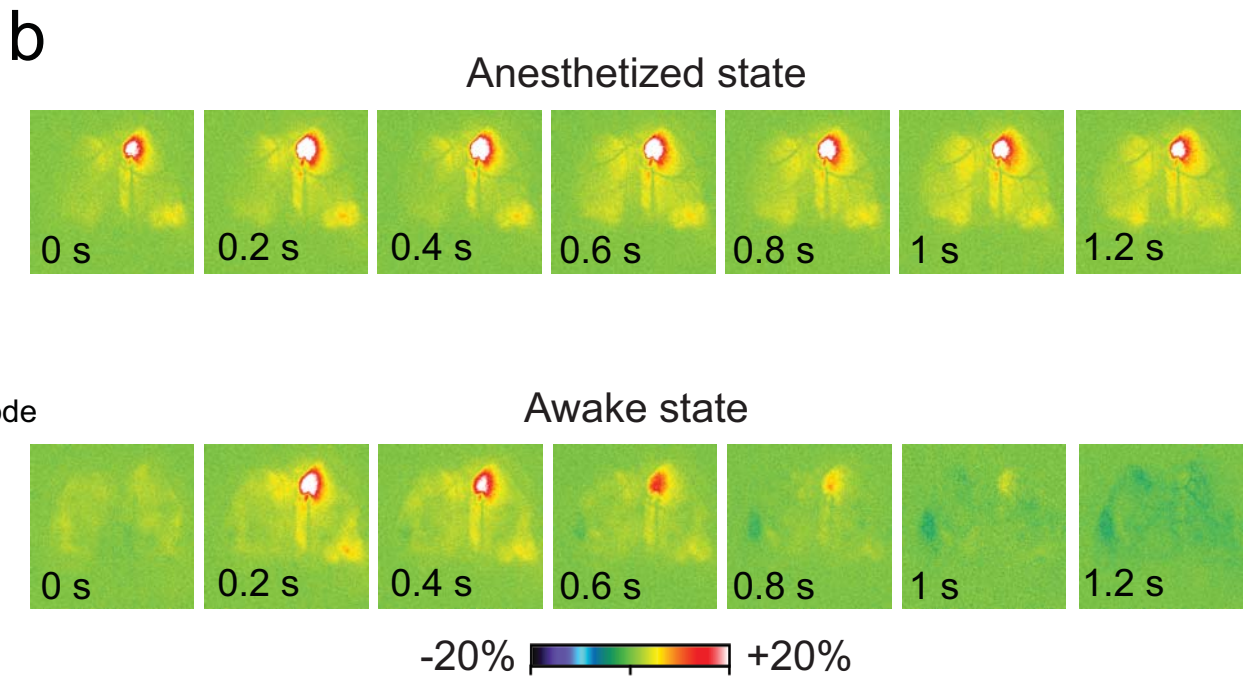 b
Anesthetized state
0 s 0.2 s 0.4 s 0.6 s 0.8 s 1 s 1.2 s
ode
Awake state
0 s 0.2 s 0.4 s 0.6 s 0.8 s 1 s 1.2 s
-20% +20%